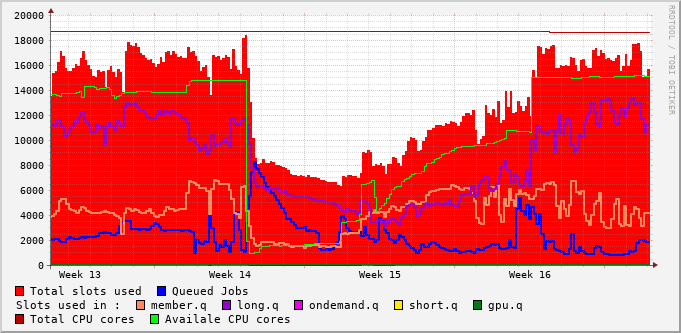 20000
18000
16000
14000
12000
10000
8000
6000
4000
2000
0
Week 13 Week 14 Week 15 Week 16
RRDTOOL / TOBI OETIKER
Total slots used Queued Jobs
Slots used in : member.q long.q ondemand.q short.q gpu.q
Total CPU cores Availale CPU cores